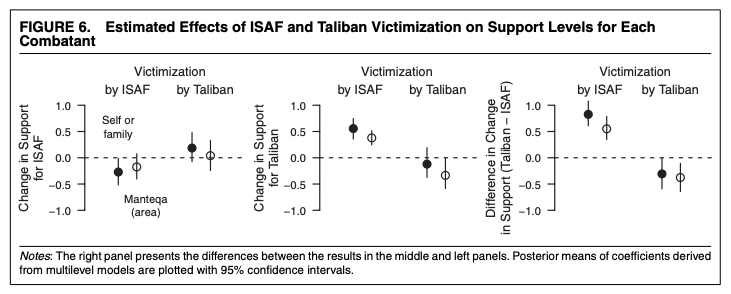 FIGURE 6. Estimated Effects of ISAF and Taliban Victimization on Support Levels for Each
Combatant
Victimization
by ISAF by Taliban
Change in Support
for ISAF
1.0
0.5
0.0
−0.5
−1.0
Self or
family
Manteqa
(area)
Victimization
by ISAF by Taliban
Change in Support
for Taliban
1.0
0.5
0.0
−0.5
−1.0
Victimization
by ISAF by Taliban
Difference in Change
in Support (Taliban − ISAF)
1.0
0.5
0.0
−0.5
−1.0
Notes: The right panel presents the differences between the results in the middle and left panels. Posterior means of coefficients derived
from multilevel models are plotted with 95% confidence intervals.